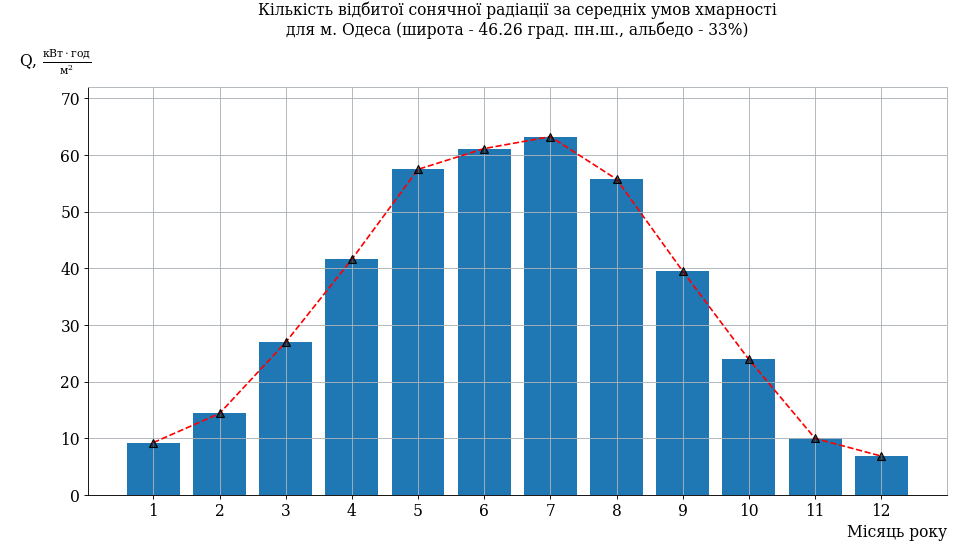 Кількість відбитої сонячної радіації за середніх умов хмарності
для м. Одеса (широта - 46.26 град. пн.ш., альбедо - 33%)
Q, кВт · год
м²
70
60
50
40
30
20
10
0
1 2 3 4 5 6 7 8 9 10 11 12
Місяць року